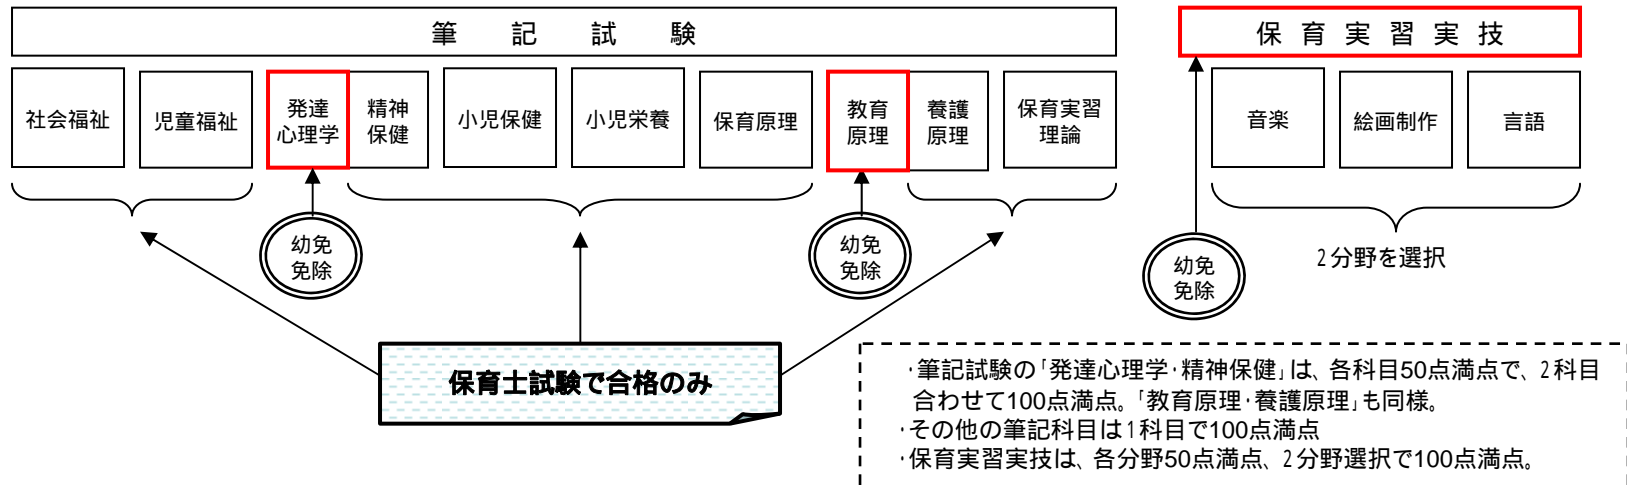 筆記試験
保育実習実技
社会福祉
児童福祉
発達
心理学
精神
保健
小児保健
小児栄養
保育原理
教育
原理
養護
原理
保育実習
理論
音楽
絵画制作
言語
幼免
免除
幼免
免除
幼免
免除
2分野を選択
保育士試験で合格のみ
・筆記試験の「発達心理学・精神保健」は、各科目50点満点で、2科目
合わせて100点満点。「教育原理・養護原理」も同様。
・その他の筆記科目は1科目で100点満点
・保育実習実技は、各分野50点満点、2分野選択で100点満点。